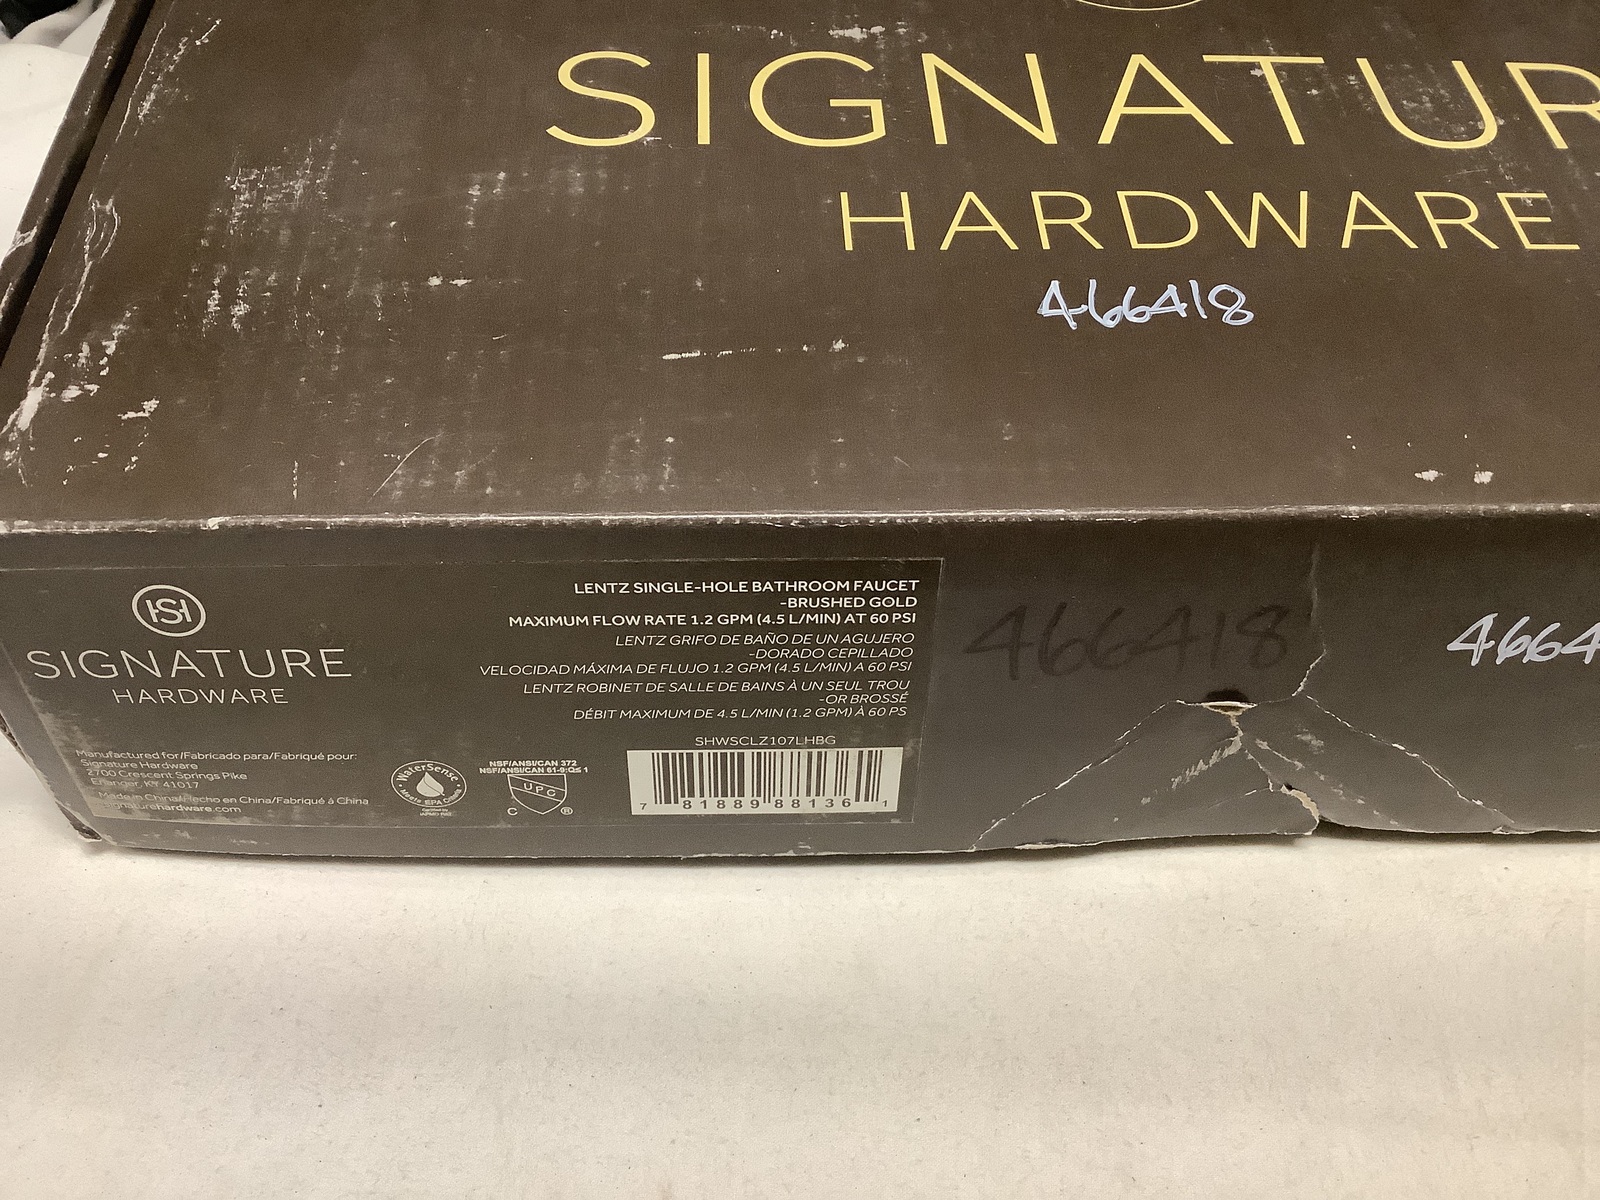 SIGNATUR
HARDWARE
466418
ISI
SIGNATURE
HARDWARE
LENTZ SINGLE-HOLE BATHROOM FAUCET
-BRUSHED GOLD
MAXIMUM FLOW RATE 1.2 GPM (4.5 L/MIN) AT 60 PSI
LENTZ GRIFO DE BAÑO DE UN AGUJERO
-DORADO CEPILLADO
VELOCIDAD MÁXIMA DE FLUJO 1.2 GPM (4.5 L/MIN) A 60 PSI
LENTZ ROBINET DE SALLE DE BAINS À UN SEUL TROU
-OR BROSSÉ
DÉBIT MAXIMUM DE 4.5 L/MIN (1.2 GPM) À 60 PS
SHWSCLZ107LHBG
7 81889 88136 1
Manufactured for/Fabricado para/Fabriqué pour:
Signature Hardware
2700 Crescent Springs Pike
Erlanger, KY 41017
Made in China/Hecho en China/Fabriqué à China
signaturehardware.com
WaterSense
Meets EPA Criteria
NSF/ANSI/CAN 372
NSF/ANSI/CAN 61-9:Q≤1
UPC
C ®
466418
4664